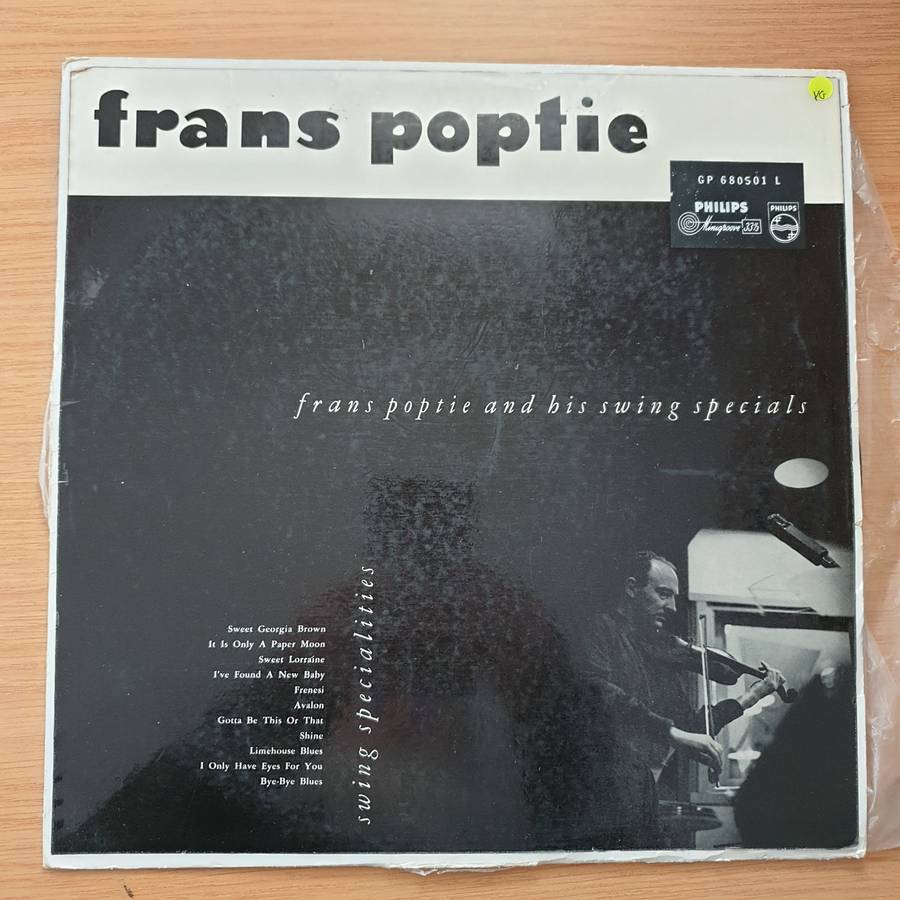 frans poptie
VG
GP 680501 L
PHILIPS
Minigroove 33⅓
PHILIPS
frans poptie and his swing specials
swing specialities
Sweet Georgia Brown
It Is Only A Paper Moon
Sweet Lorraine
I've Found A New Baby
Frenesi
Avalon
Gotta Be This Or That
Shine
Limehouse Blues
I Only Have Eyes For You
Bye-Bye Blues